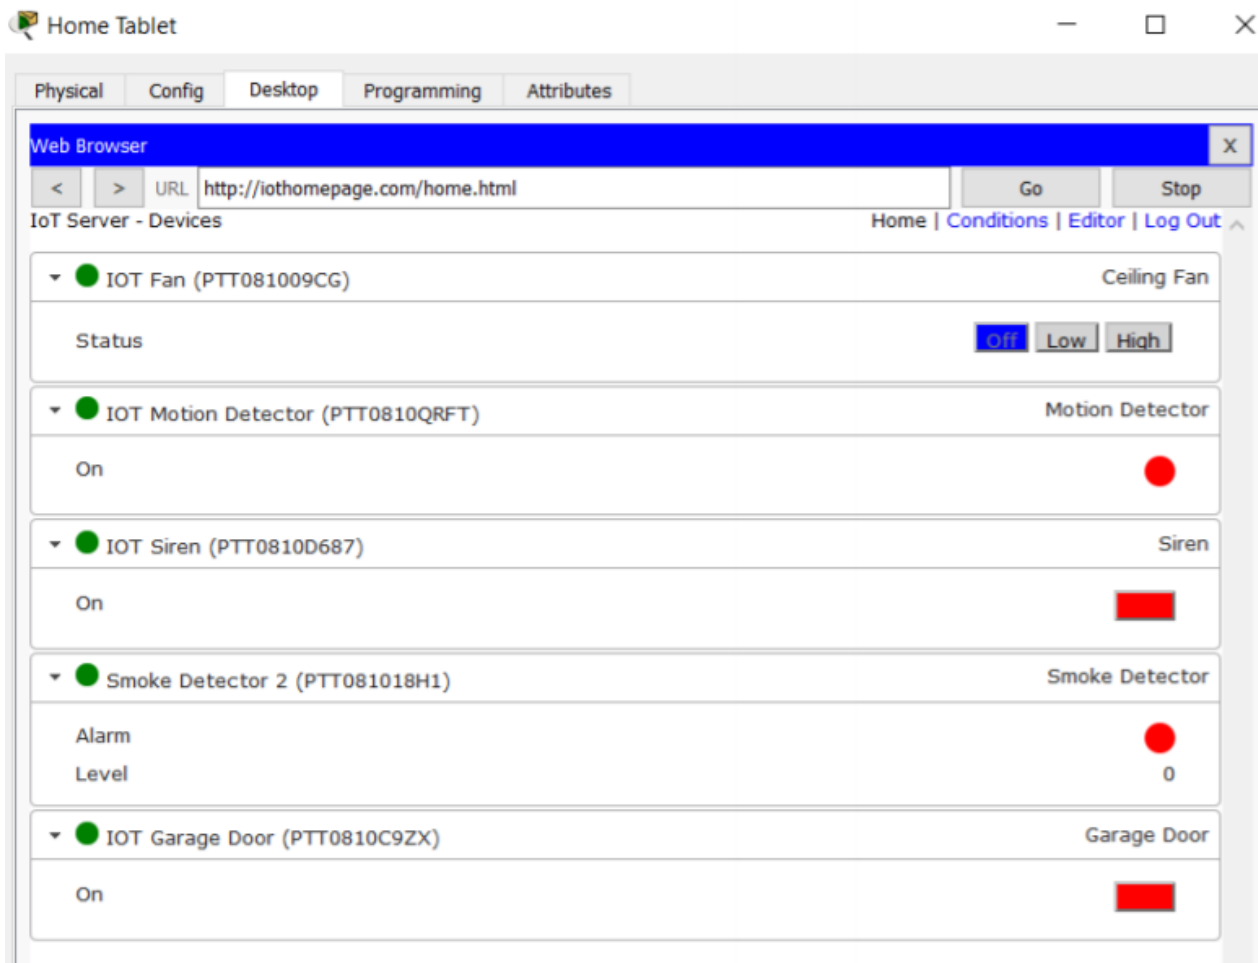 Home Tablet
Physical Config Desktop Programming Attributes
Web Browser X
< > URL http://iothomepage.com/home.html Go Stop
IoT Server - Devices Home | Conditions | Editor | Log Out
IOT Fan (PTT081009CG) Ceiling Fan
Status Off Low High
IOT Motion Detector (PTT0810QRFT) Motion Detector
On
IOT Siren (PTT0810D687) Siren
On
Smoke Detector 2 (PTT081018H1) Smoke Detector
Alarm
Level 0
IOT Garage Door (PTT0810C9ZX) Garage Door
On